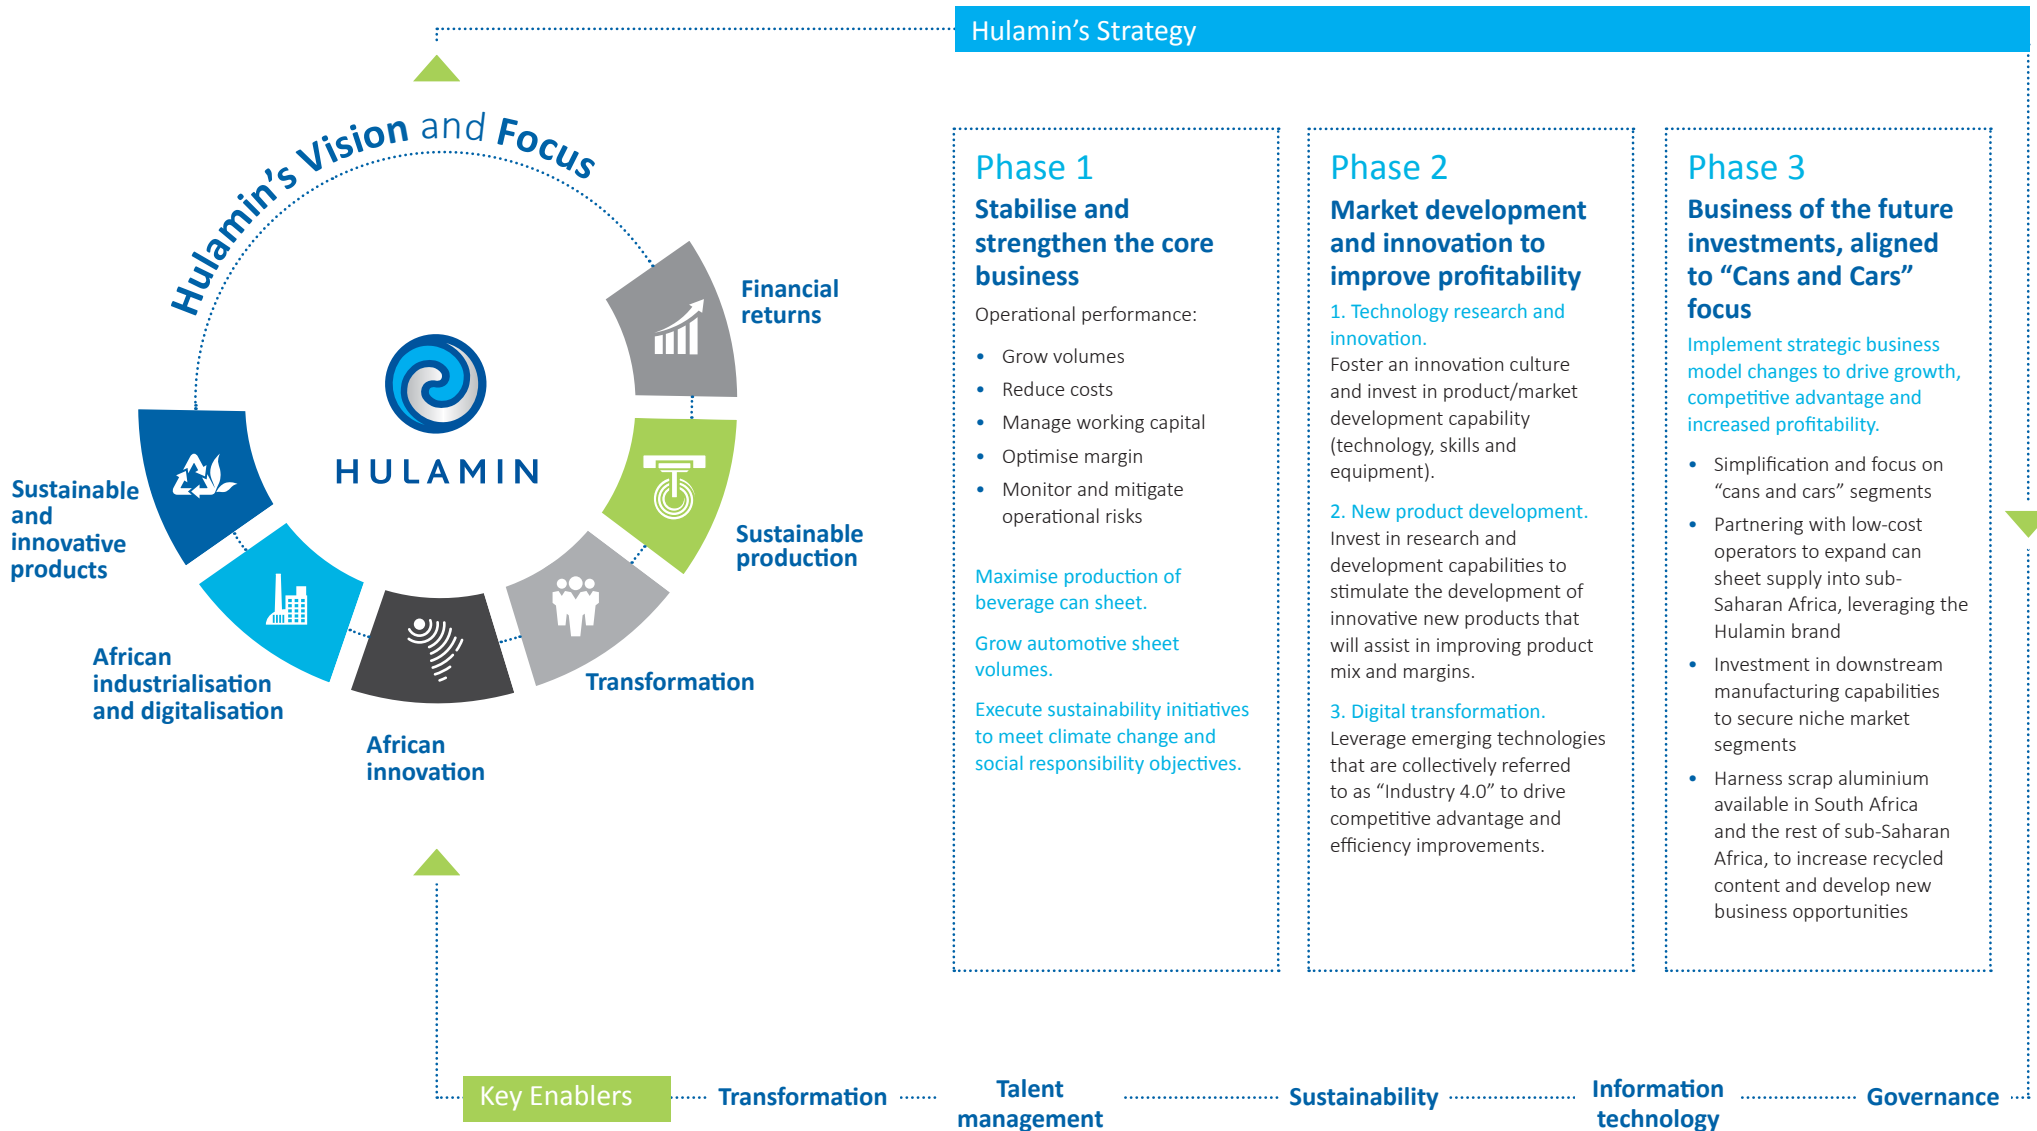 Hulamin’s Strategy
Hulamin’s Vision and Focus
HULAMIN
Financial
returns
Sustainable
production
Transformation
African
innovation
African
industrialisation
and digitalisation
Sustainable
and
innovative
products
Phase 1
Stabilise and
strengthen the core
business
Operational performance:
• Grow volumes
• Reduce costs
• Manage working capital
• Optimise margin
• Monitor and mitigate
operational risks
Maximise production of
beverage can sheet.
Grow automotive sheet
volumes.
Execute sustainability initiatives
to meet climate change and
social responsibility objectives.
Phase 2
Market development
and innovation to
improve profitability
1. Technology research and
innovation.
Foster an innovation culture
and invest in product/market
development capability
(technology, skills and
equipment).
2. New product development.
Invest in research and
development capabilities to
stimulate the development of
innovative new products that
will assist in improving product
mix and margins.
3. Digital transformation.
Leverage emerging technologies
that are collectively referred
to as “Industry 4.0” to drive
competitive advantage and
efficiency improvements.
Phase 3
Business of the future
investments, aligned
to “Cans and Cars”
focus
Implement strategic business
model changes to drive growth,
competitive advantage and
increased profitability.
• Simplification and focus on
“cans and cars” segments
• Partnering with low-cost
operators to expand can
sheet supply into sub-
Saharan Africa, leveraging the
Hulamin brand
• Investment in downstream
manufacturing capabilities
to secure niche market
segments
• Harness scrap aluminium
available in South Africa
and the rest of sub-Saharan
Africa, to increase recycled
content and develop new
business opportunities
Key Enablers
Transformation
Talent
management
Sustainability
Information
technology
Governance